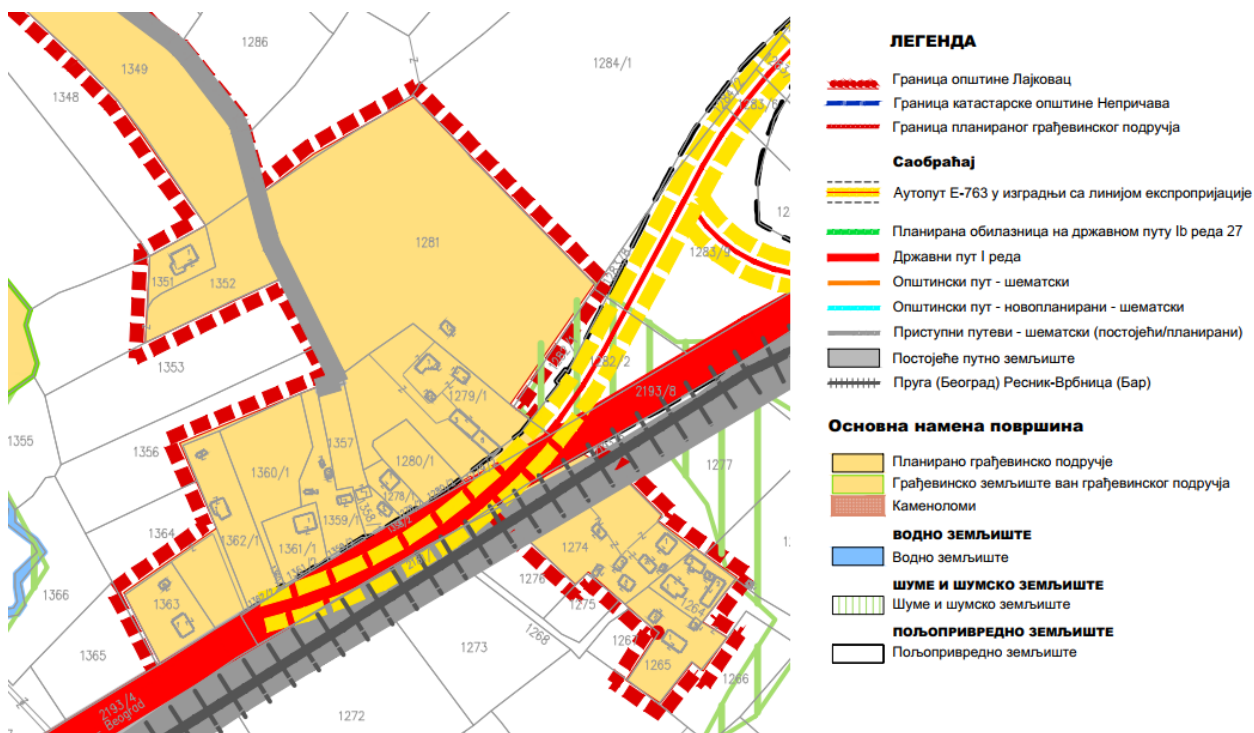 1286
1349
1348
1284/1
1283/6
1281
1283/9
1351
1352
1353
1282/2
2193/8
1279/1
1355
1356
1357
1280/1
1277
1360/1
1278/1
1359/1
1358/1
1364
1362/1
1361/1
1274
1276
1366
1363
1275
1264
1268
1273
1365
1265
1266
2193/4
Beograd
1272
ЛЕГЕНДА
Граница општине Лајковац
Граница катастарске општине Непричава
Граница планираног грађевинског подручја
Саобраћај
Аутопут Е-763 у изградњи са линијом експропријације
Планирана обилазница на државном путу Ib реда 27
Државни пут I реда
Општински пут - шематски
Општински пут - новопланирани - шематски
Приступни путеви - шематски (постојећи/планирани)
Постојеће путно земљиште
Пруга (Београд) Ресник-Врбница (Бар)
Основна намена површина
Планирано грађевинско подручје
Грађевинско земљиште ван грађевинског подручја
Каменоломи
ВОДНО ЗЕМЉИШТЕ
Водно земљиште
ШУМЕ И ШУМСКО ЗЕМЉИШТЕ
Шуме и шумско земљиште
ПОЉОПРИВРЕДНО ЗЕМЉИШТЕ
Пољопривредно земљиште